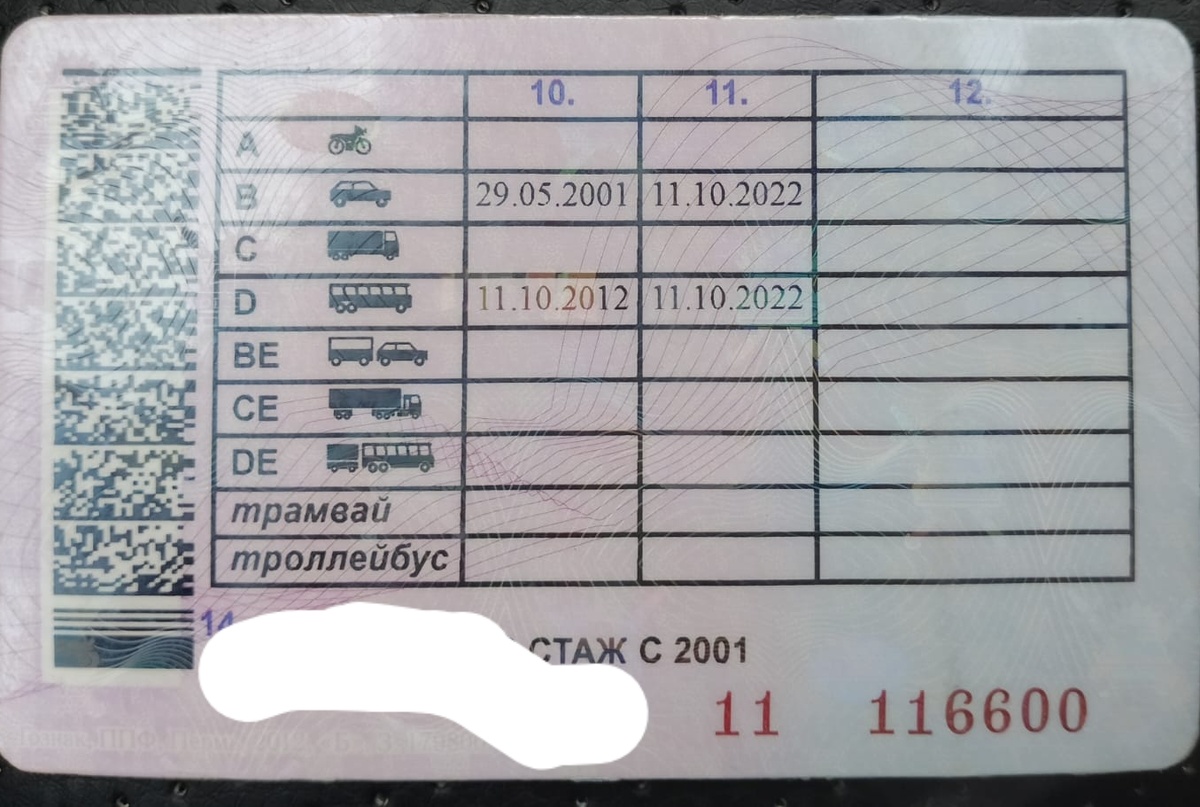 10. 11. 12.
A
B 29.05.2001 11.10.2022
C
D 11.10.2012 11.10.2022
BE
CE
DE
трамвай
троллейбус
14.
СТАЖ С 2001
11 116600